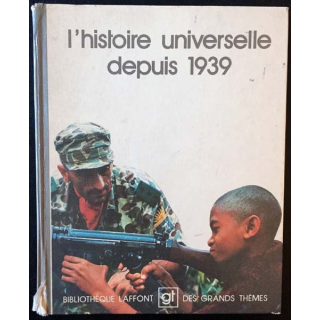 l'histoire universelle
depuis 1939
BIBLIOTHÈQUE LAFFONT gt DES GRANDS THÈMES